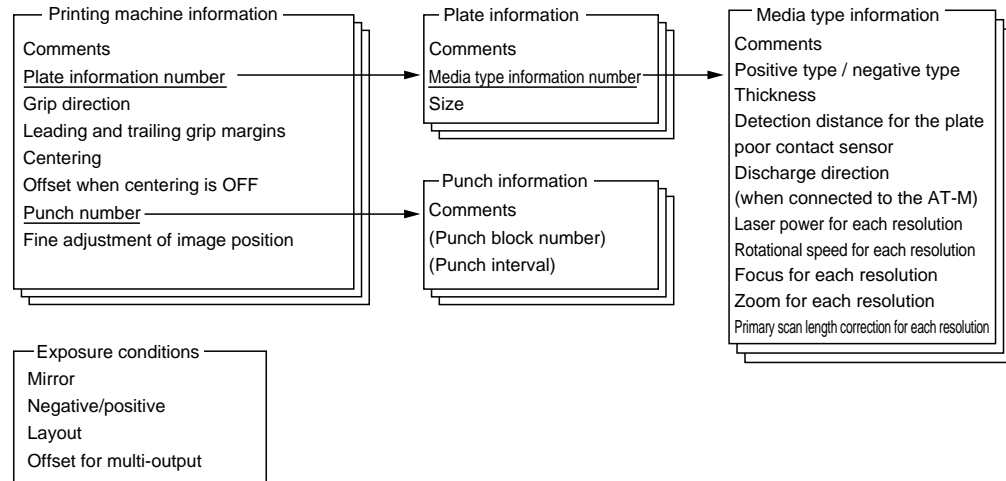 Printing machine information
Comments
Plate information number
Grip direction
Leading and trailing grip margins
Centering
Offset when centering is OFF
Punch number
Fine adjustment of image position
Plate information
Comments
Media type information number
Size
Punch information
Comments
(Punch block number)
(Punch interval)
Media type information
Comments
Positive type / negative type
Thickness
Detection distance for the plate
poor contact sensor
Discharge direction
(when connected to the AT-M)
Laser power for each resolution
Rotational speed for each resolution
Focus for each resolution
Zoom for each resolution
Primary scan length correction for each resolution
Exposure conditions
Mirror
Negative/positive
Layout
Offset for multi-output